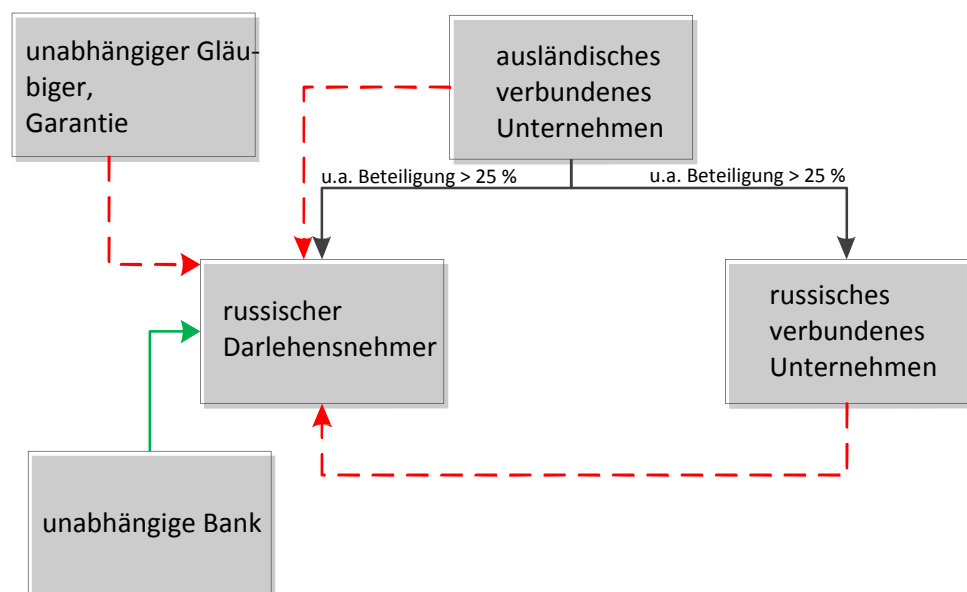 unabhängiger Gläu-
biger,
Garantie
ausländisches
verbundenes
Unternehmen
u.a. Beteiligung > 25 %
u.a. Beteiligung > 25 %
russischer
Darlehensnehmer
russisches
verbundenes
Unternehmen
unabhängige Bank